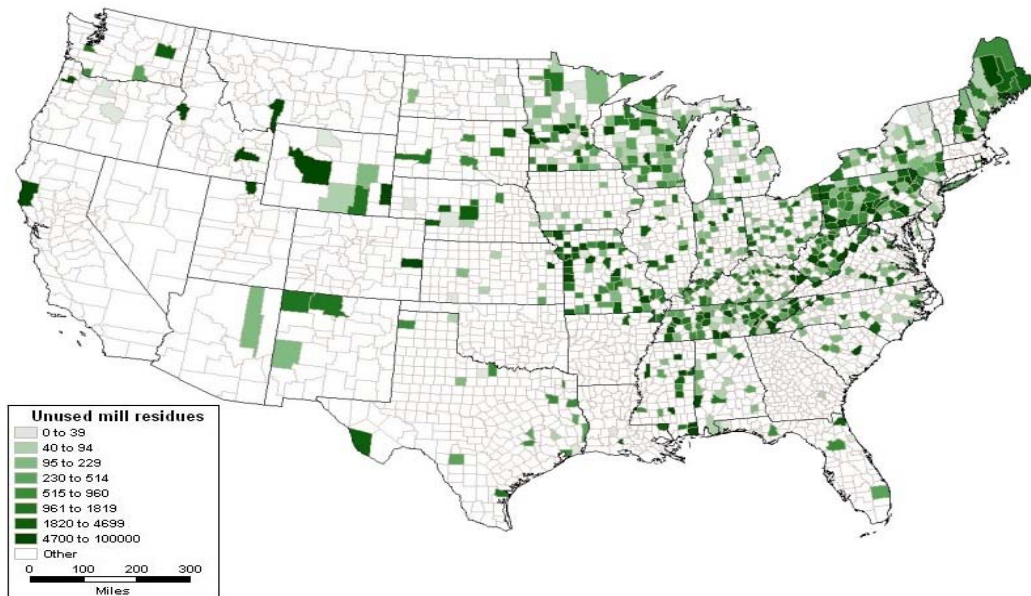 Unused mill residues
0 to 39
40 to 94
95 to 229
230 to 514
515 to 960
961 to 1819
1820 to 4699
4700 to 100000
Other
0 100 200 300
Miles